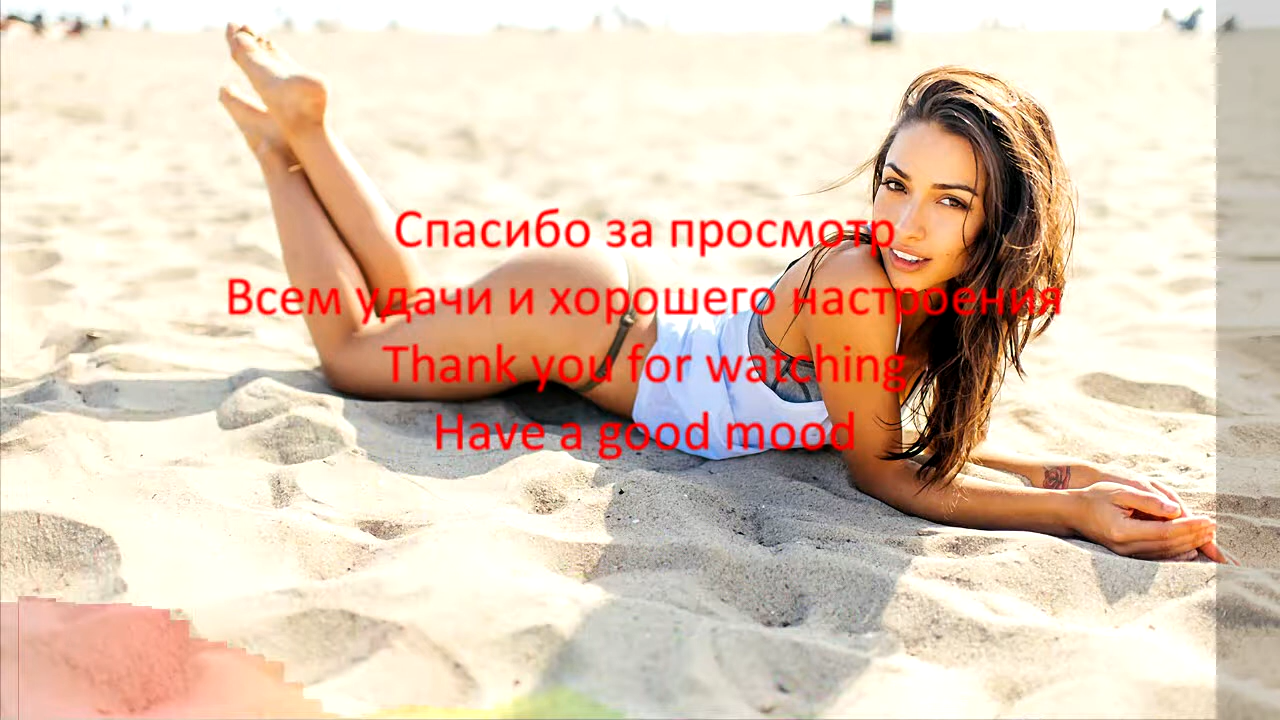 Спасибо за просмотр
Всем удачи и хорошего настроения
Thank you for watching
Have a good mood